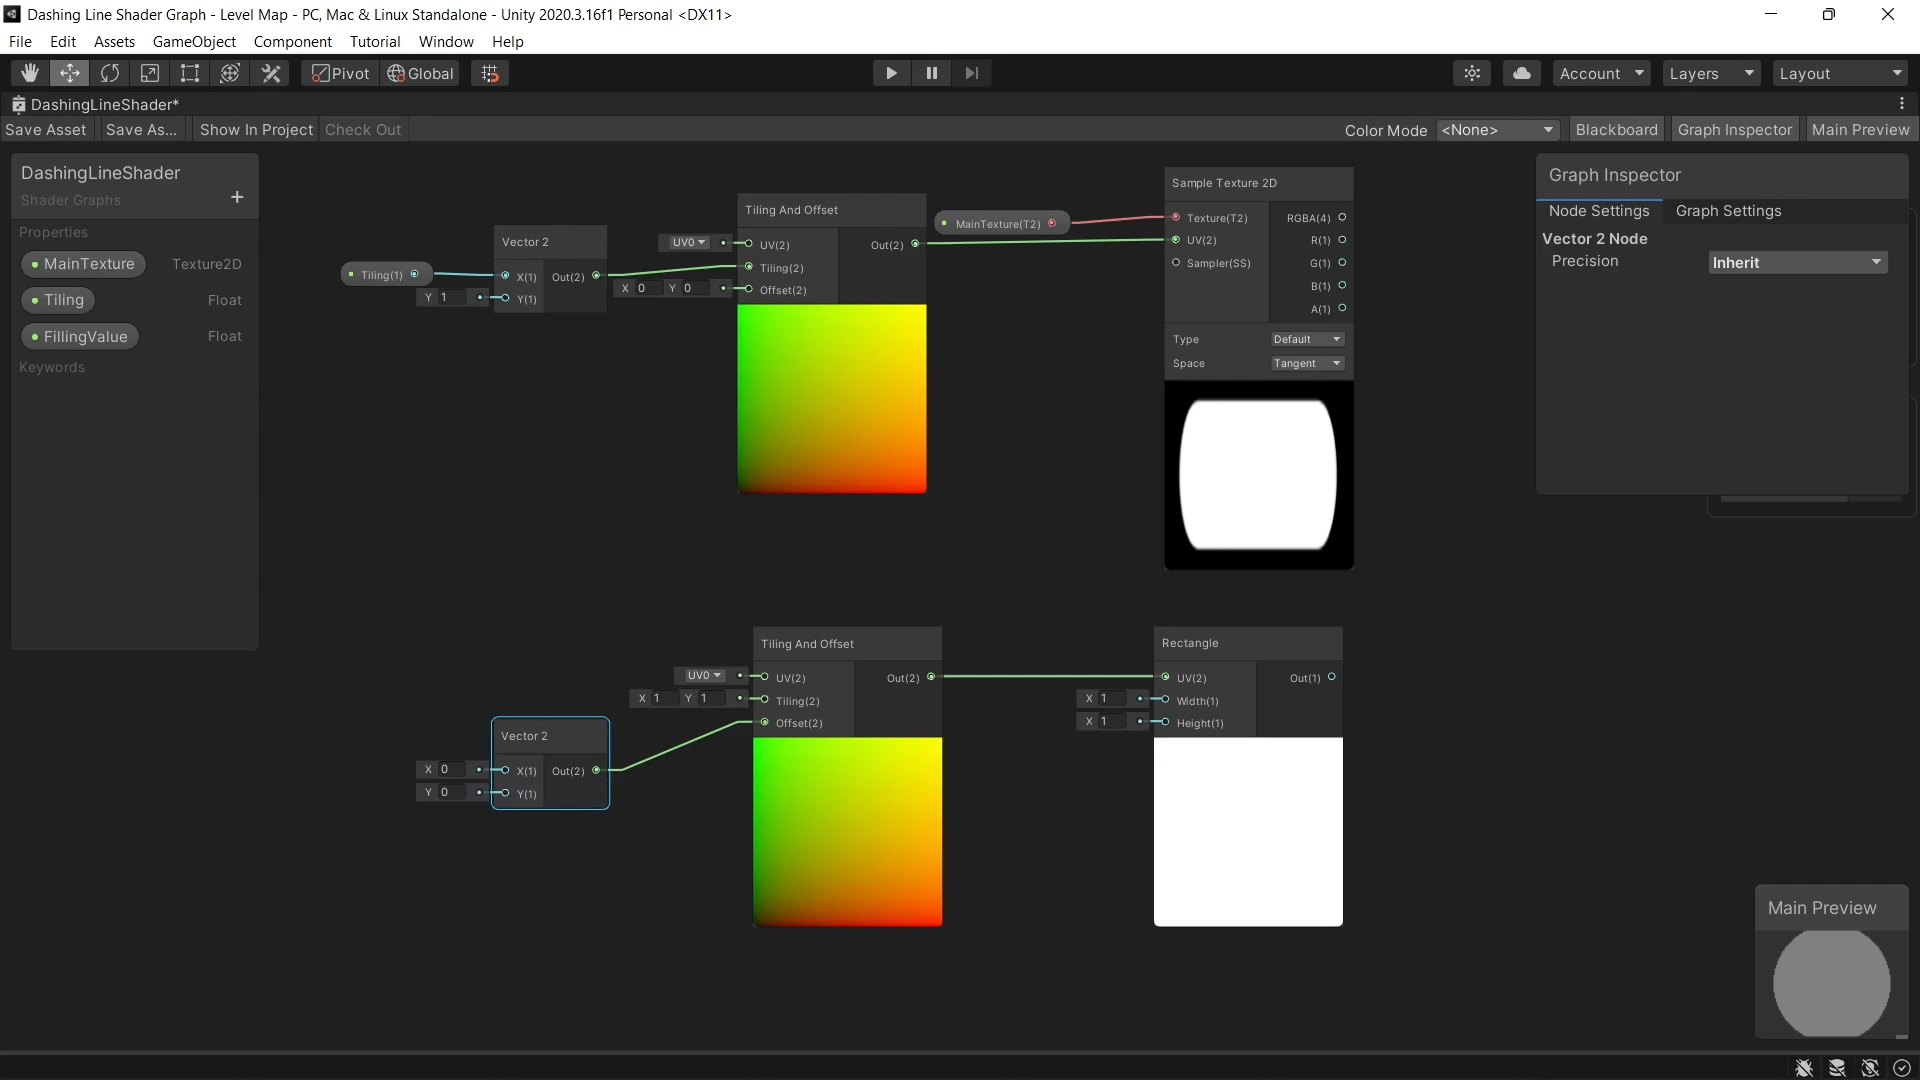 Dashing Line Shader Graph - Level Map - PC, Mac & Linux Standalone - Unity 2020.3.16f1 Personal <DX11>
File Edit Assets GameObject Component Tutorial Window Help
Pivot Global Account Layers Layout
DashingLineShader*
Save Asset Save As... Show In Project Check Out Color Mode <None> Blackboard Graph Inspector Main Preview
DashingLineShader
Shader Graphs +
Properties
MainTexture Texture2D
Tiling Float
FillingValue Float
Keywords
Tiling(1)
Y 1
Vector 2
X(1) Out(2)
Y(1)
UV0
X 0 Y 0
Tiling And Offset
UV(2) Out(2)
Tiling(2)
Offset(2)
MainTexture(T2)
Sample Texture 2D
Texture(T2) RGBA(4)
UV(2) R(1)
Sampler(SS) G(1)
B(1)
A(1)
Type Default
Space Tangent
Graph Inspector
Node Settings Graph Settings
Vector 2 Node
Precision Inherit
X 0
Y 0
Vector 2
X(1) Out(2)
Y(1)
UV0
X 1 Y 1
Tiling And Offset
UV(2) Out(2)
Tiling(2)
Offset(2)
X 1
X 1
Rectangle
UV(2) Out(1)
Width(1)
Height(1)
Main Preview